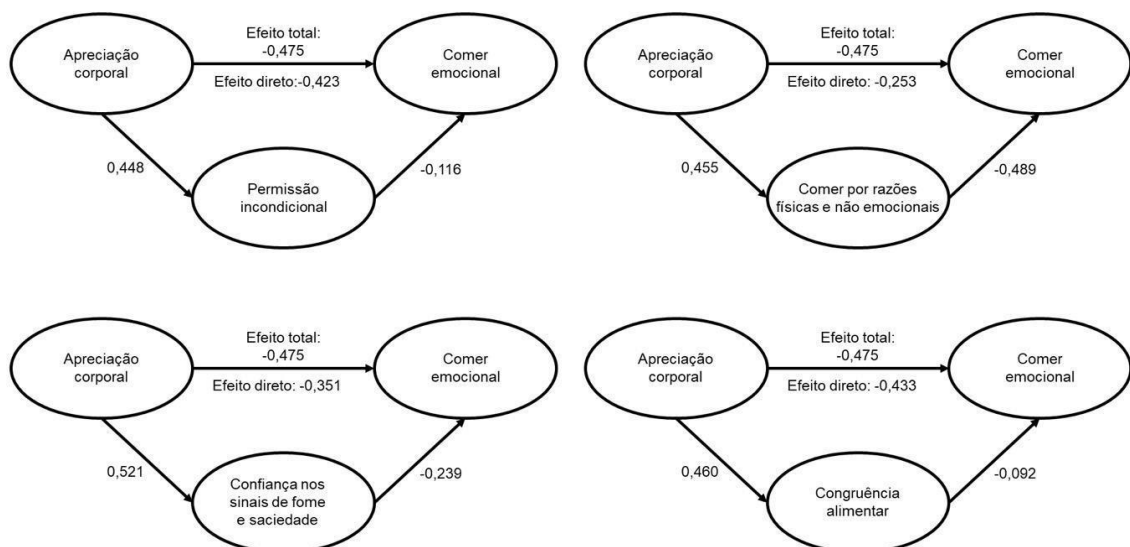 Apreciação
corporal
Efeito total:
-0,475
Efeito direto:-0,423
Comer
emocional
0,448
-0,116
Permissão
incondicional
Apreciação
corporal
Efeito total:
-0,475
Efeito direto: -0,253
Comer
emocional
0,455
-0,489
Comer por razões
físicas e não emocionais
Apreciação
corporal
Efeito total:
-0,475
Efeito direto: -0,351
Comer
emocional
0,521
-0,239
Confiança nos
sinais de fome
e saciedade
Apreciação
corporal
Efeito total:
-0,475
Efeito direto: -0,433
Comer
emocional
0,460
-0,092
Congruência
alimentar